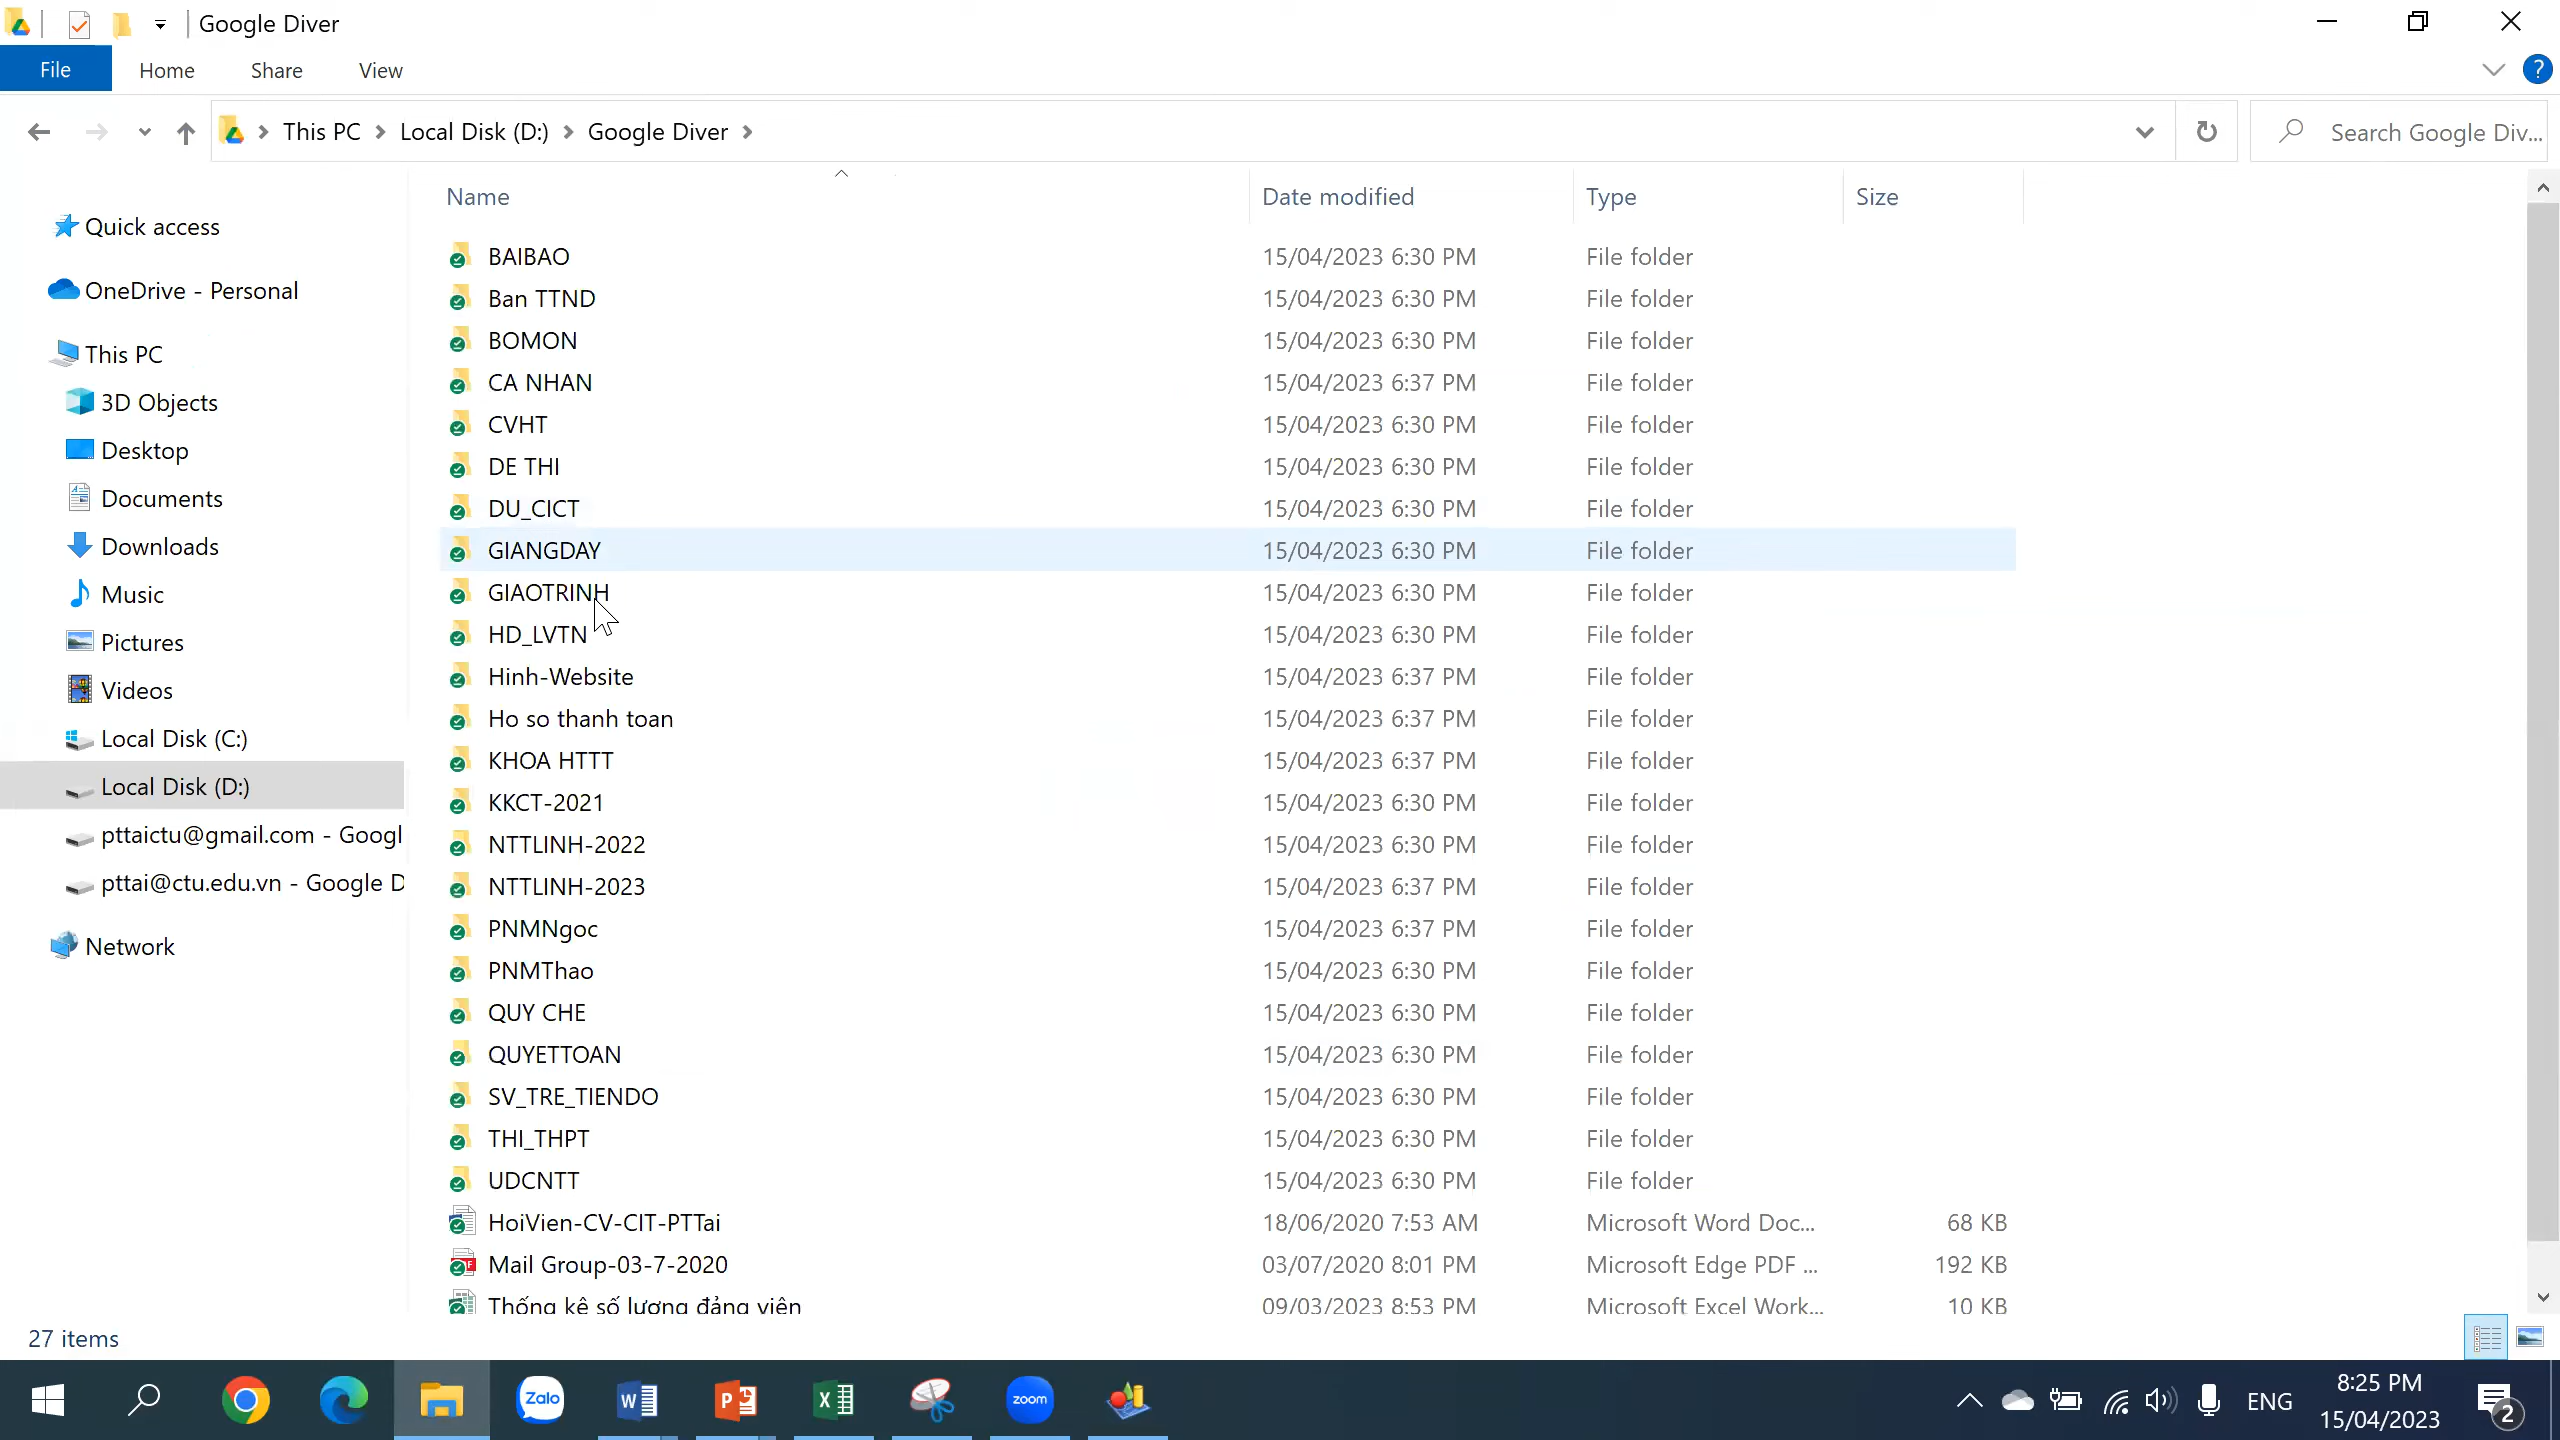 Google Diver
File Home Share View
?
This PC Local Disk (D:) Google Diver
Search Google Div...
Name Date modified Type Size
Quick access
OneDrive - Personal
This PC
3D Objects
Desktop
Documents
Downloads
Music
Pictures
Videos
Local Disk (C:)
Local Disk (D:)
pttaictu@gmail.com - Googl
pttai@ctu.edu.vn - Google D
Network
BAIBAO 15/04/2023 6:30 PM File folder
Ban TTND 15/04/2023 6:30 PM File folder
BOMON 15/04/2023 6:30 PM File folder
CA NHAN 15/04/2023 6:37 PM File folder
CVHT 15/04/2023 6:30 PM File folder
DE THI 15/04/2023 6:30 PM File folder
DU_CICT 15/04/2023 6:30 PM File folder
GIANGDAY 15/04/2023 6:30 PM File folder
GIAOTRINH 15/04/2023 6:30 PM File folder
HD_LVTN 15/04/2023 6:30 PM File folder
Hinh-Website 15/04/2023 6:37 PM File folder
Ho so thanh toan 15/04/2023 6:37 PM File folder
KHOA HTTT 15/04/2023 6:37 PM File folder
KKCT-2021 15/04/2023 6:30 PM File folder
NTTLINH-2022 15/04/2023 6:30 PM File folder
NTTLINH-2023 15/04/2023 6:37 PM File folder
PNMNgoc 15/04/2023 6:37 PM File folder
PNMThao 15/04/2023 6:30 PM File folder
QUY CHE 15/04/2023 6:30 PM File folder
QUYETTOAN 15/04/2023 6:30 PM File folder
SV_TRE_TIENDO 15/04/2023 6:30 PM File folder
THI_THPT 15/04/2023 6:30 PM File folder
UDCNTT 15/04/2023 6:30 PM File folder
HoiVien-CV-CIT-PTTai 18/06/2020 7:53 AM Microsoft Word Doc... 68 KB
Mail Group-03-7-2020 03/07/2020 8:01 PM Microsoft Edge PDF ... 192 KB
Thống kê số lượng đảng viên 09/03/2023 8:53 PM Microsoft Excel Work... 10 KB
27 items
Zalo
zoom
ENG
8:25 PM
15/04/2023
2